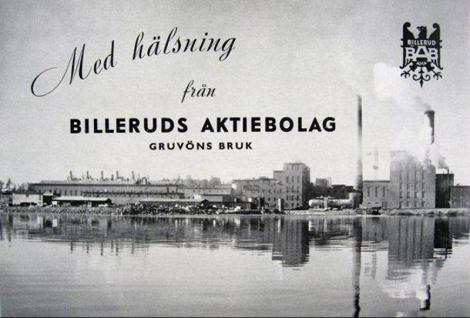 Med hälsning
från
BILLERUDS AKTIEBOLAG
GRUVÖNS BRUK
BILLERUD
BAB